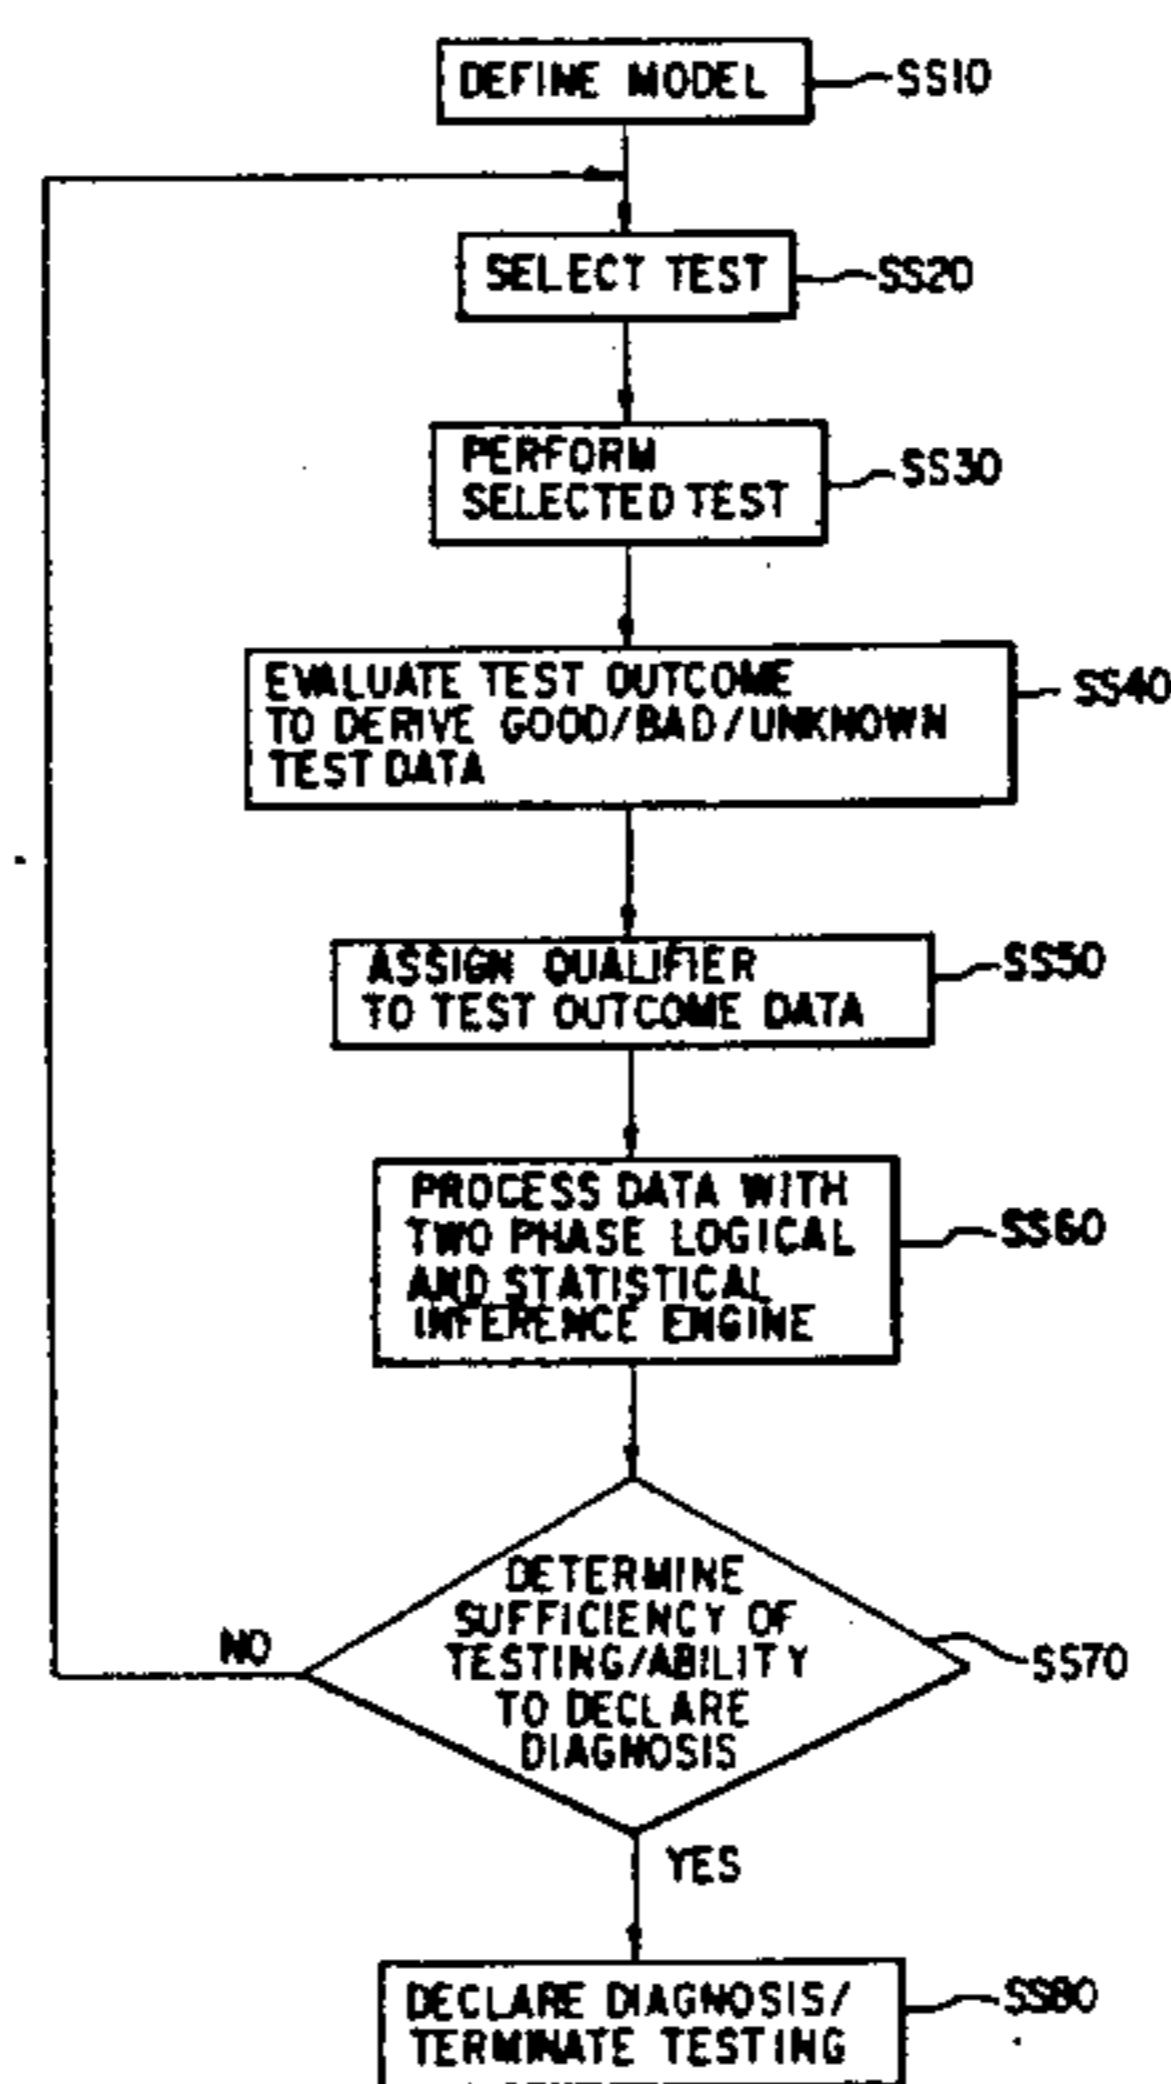 DEFINE MODEL
SS10
SELECT TEST
SS20
PERFORM
SELECTED TEST
SS30
EVALUATE TEST OUTCOME
TO DERIVE GOOD/BAD/UNKNOWN
TEST DATA
SS40
ASSIGN QUALIFIER
TO TEST OUTCOME DATA
SS50
PROCESS DATA WITH
TWO PHASE LOGICAL
AND STATISTICAL
INFERENCE ENGINE
SS60
DETERMINE
SUFFICIENCY OF
TESTING/ABILITY
TO DECLARE
DIAGNOSIS
NO
SS70
YES
DECLARE DIAGNOSIS/
TERMINATE TESTING
SS80